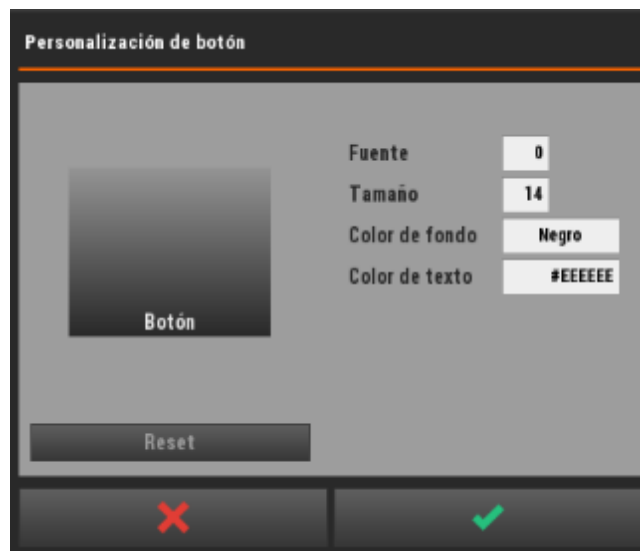 Personalización de botón
Fuente 0
Tamaño 14
Color de fondo Negro
Color de texto #EEEEEE
Botón
Reset